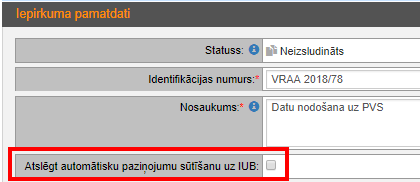 Iepirkuma pamatdati
Statuss: Neizsludināts
Identifikācijas numurs:* VRAA 2018/78
Nosaukums:* Datu nodošana uz PVS
Atslēgt automātisku paziņojumu sūtīšanu uz IUB: